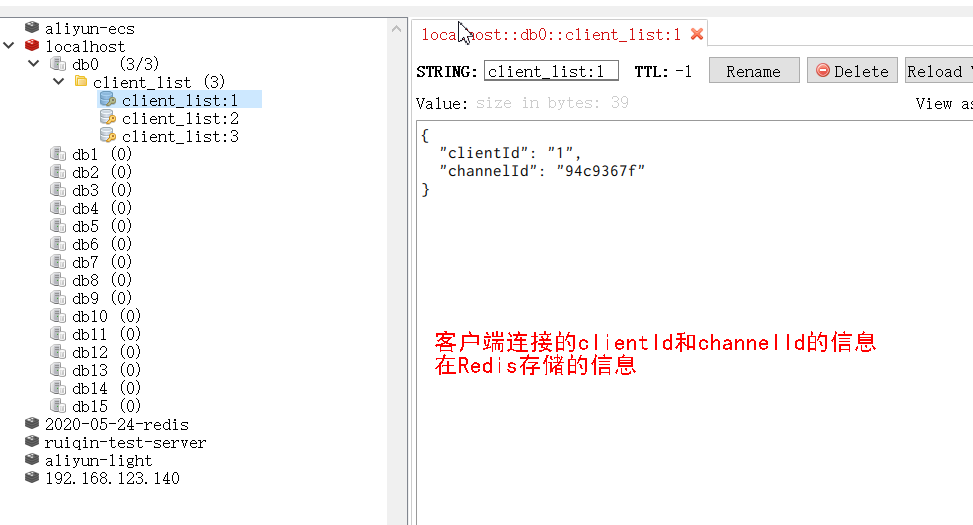 aliyun-ecs
localhost
db0 (3/3)
client_list (3)
client_list:1
client_list:2
client_list:3
db1 (0)
db2 (0)
db3 (0)
db4 (0)
db5 (0)
db6 (0)
db7 (0)
db8 (0)
db9 (0)
db10 (0)
db11 (0)
db12 (0)
db13 (0)
db14 (0)
db15 (0)
2020-05-24-redis
ruiqin-test-server
aliyun-light
192.168.123.140
localhost::db0::client_list:1
STRING: client_list:1 TTL: -1 Rename Delete Reload V
Value: size in bytes: 39 View as
{
"clientId": "1",
"channelId": "94c9367f"
}
客户端连接的clientId和channelId的信息
在Redis存储的信息